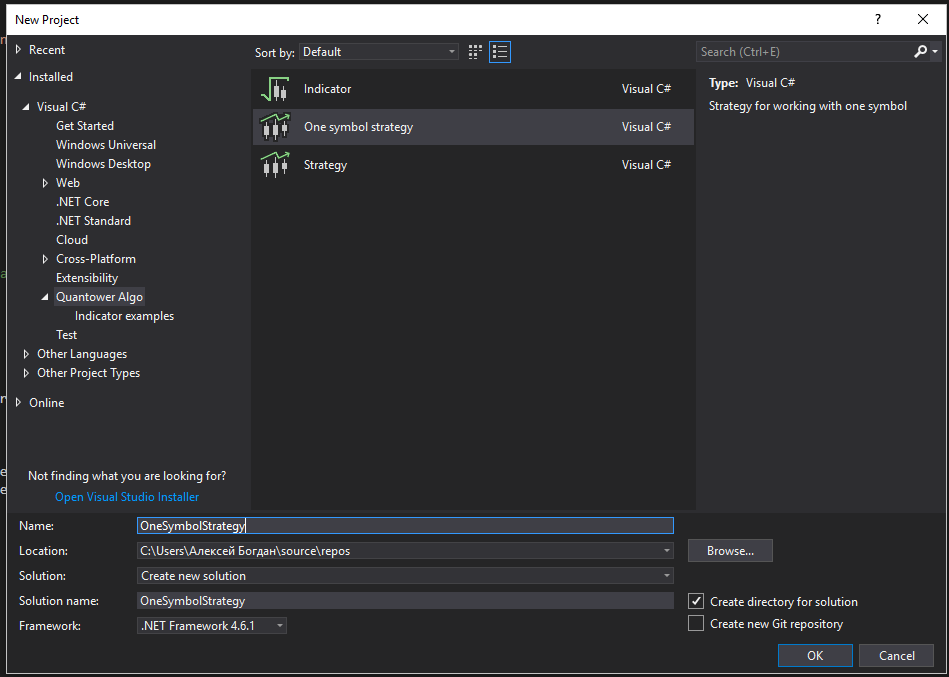 New Project
?
Recent
Installed
Visual C#
Get Started
Windows Universal
Windows Desktop
Web
.NET Core
.NET Standard
Cloud
Cross-Platform
Extensibility
Quantower Algo
Indicator examples
Test
Other Languages
Other Project Types
Online
Not finding what you are looking for?
Open Visual Studio Installer
Sort by: Default
Indicator Visual C#
One symbol strategy Visual C#
Strategy Visual C#
Search (Ctrl+E)
Type: Visual C#
Strategy for working with one symbol
Name: OneSymbolStrategy
Location: C:\Users\Алексей Богдан\source\repos
Browse...
Solution: Create new solution
Solution name: OneSymbolStrategy
Create directory for solution
Framework: .NET Framework 4.6.1
Create new Git repository
OK Cancel